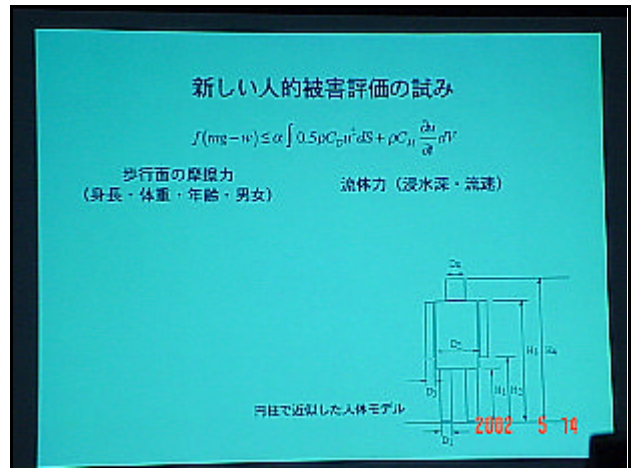 新しい人的被害評価の試み
f(mg−w)≤α∫0.5ρC_D u²dS+ρC_M ∂u/∂t dV
歩行面の摩擦力
(身長・体重・年齢・男女)
流体力（浸水深・流速）
D₂
H₁ H₂ H₃ H₄
D₃
円柱で近似した人体モデル
D₁
2002 5 14